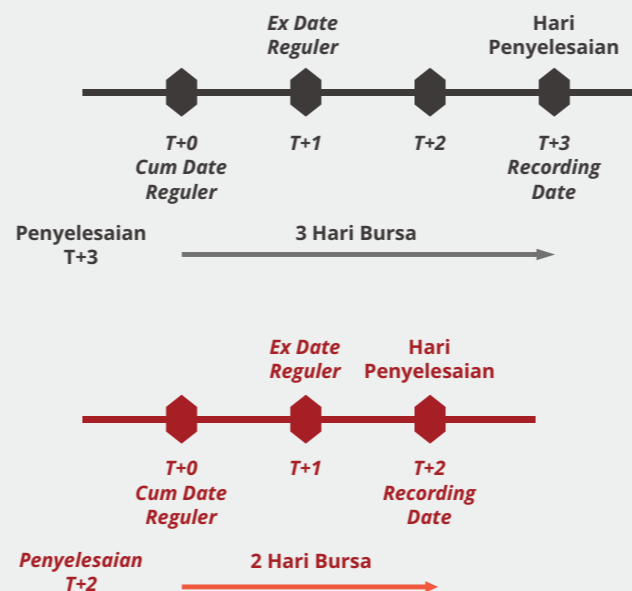 Ex Date
Reguler
Hari
Penyelesaian
T+0
Cum Date
Reguler
T+1
T+2
T+3
Recording
Date
Penyelesaian
T+3
3 Hari Bursa
Ex Date
Reguler
Hari
Penyelesaian
T+0
Cum Date
Reguler
T+1
T+2
Recording
Date
Penyelesaian
T+2
2 Hari Bursa